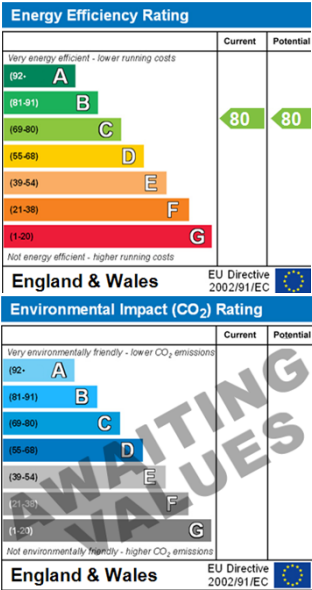 Energy Efficiency Rating
Current Potential
Very energy efficient - lower running costs
(92- A
(81-91) B
(69-80) C
80 80
(55-68) D
(39-54) E
(21-38) F
(1-20) G
Not energy efficient - higher running costs
England & Wales
EU Directive
2002/91/EC
Environmental Impact (CO2) Rating
Current Potential
Very environmentally friendly - lower CO2 emissions
(92- A
(81-91) B
(69-80) C
(55-68) D
(39-54) E
(21-38) F
(1-20) G
AWAITING
VALUES
Not environmentally friendly - higher CO2 emissions
England & Wales
EU Directive
2002/91/EC